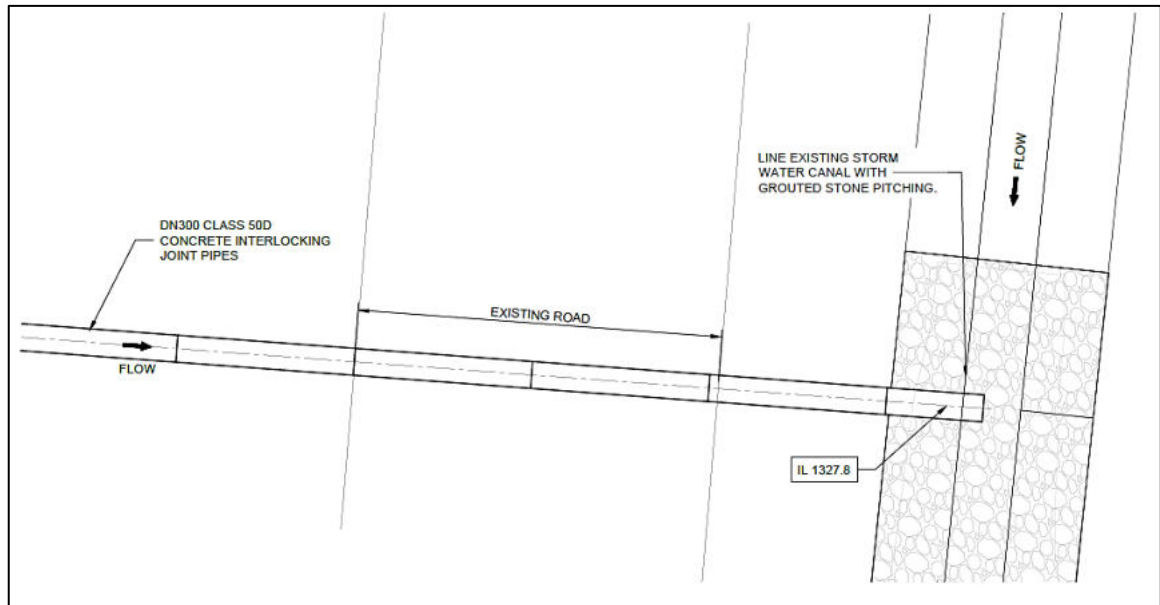 LINE EXISTING STORM
WATER CANAL WITH
GROUTED STONE PITCHING.
FLOW
DN300 CLASS 50D
CONCRETE INTERLOCKING
JOINT PIPES
EXISTING ROAD
FLOW
IL 1327.8